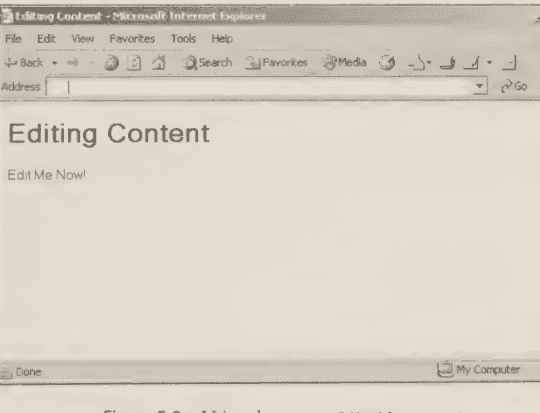 Editing Content - Microsoft Internet Explorer
File Edit View Favorites Tools Help
Back Search Favorites Media
Address Go
Editing Content
Edit Me Now!
Done My Computer